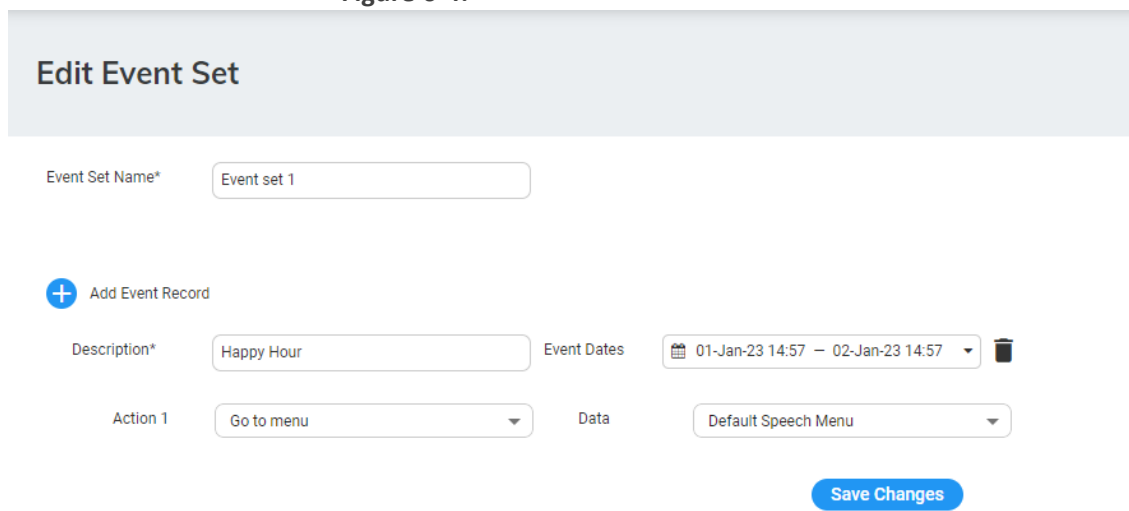 Edit Event Set
Event Set Name* Event set 1
Add Event Record
Description* Happy Hour Event Dates 01-Jan-23 14:57 — 02-Jan-23 14:57
Action 1 Go to menu Data Default Speech Menu
Save Changes